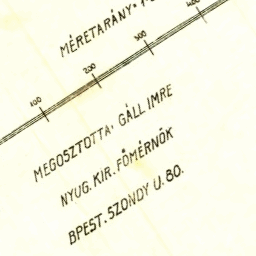 MÉRETARÁNY
100 200 300 400
MEGOSZTOTTA: GÁLL IMRE
NYUG. KIR. FŐMÉRNÖK
BPEST. SZONDY U. 80.